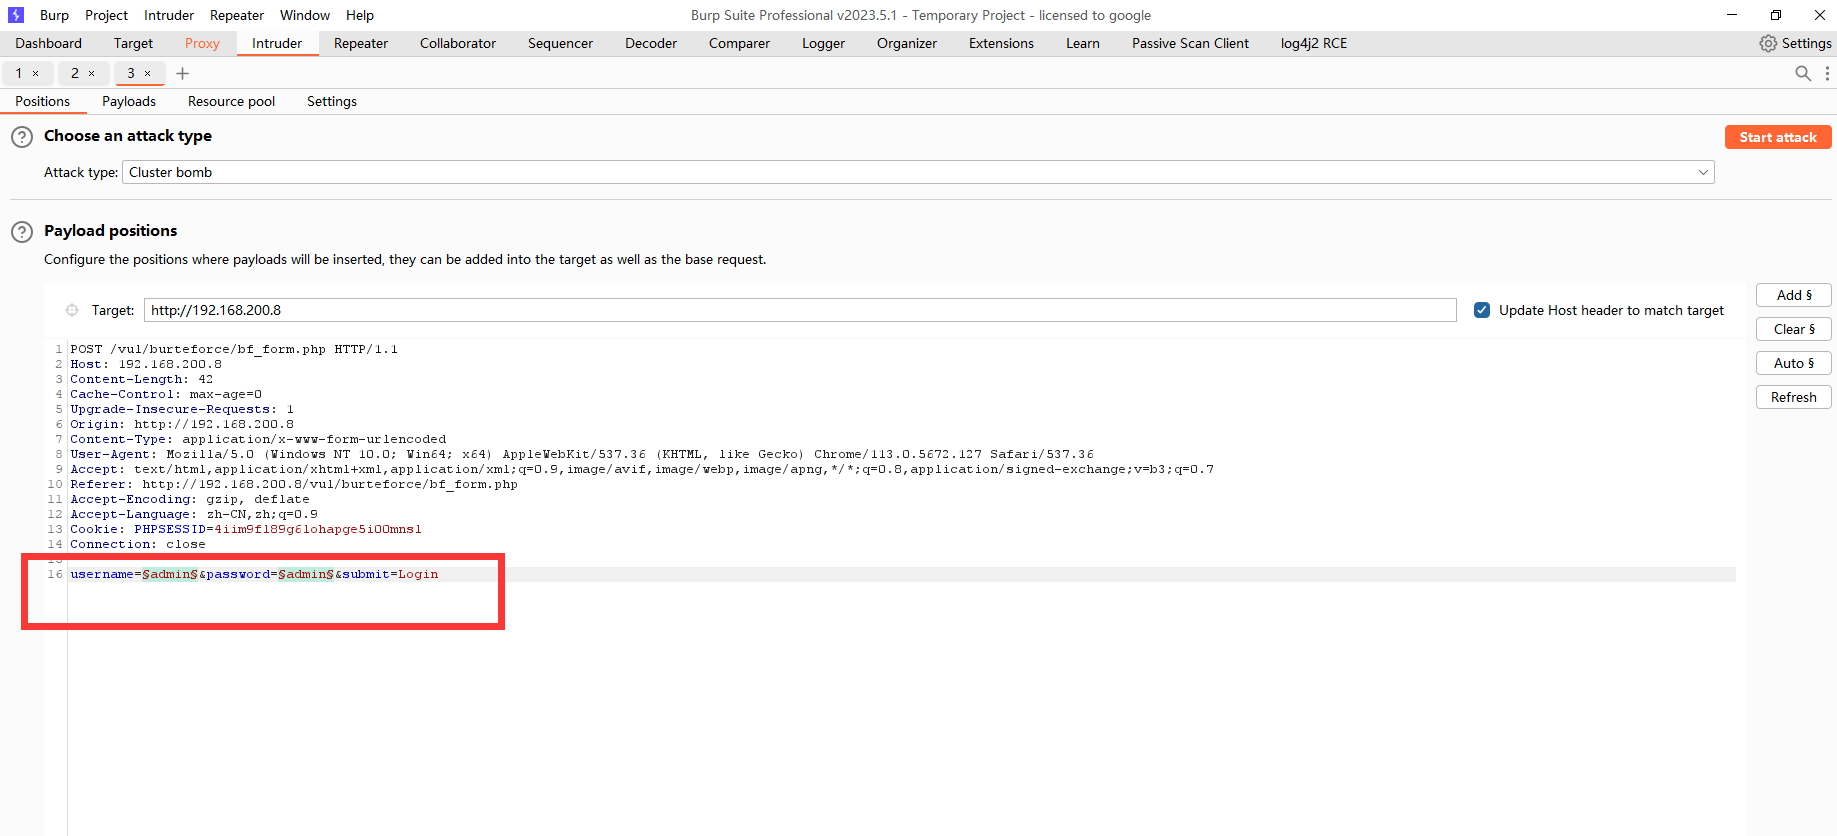 Burp Project Intruder Repeater Window Help Burp Suite Professional v2023.5.1 - Temporary Project - licensed to google
Dashboard Target Proxy Intruder Repeater Collaborator Sequencer Decoder Comparer Logger Organizer Extensions Learn Passive Scan Client log4j2 RCE Settings
1 × 2 × 3 × +
Positions Payloads Resource pool Settings
? Choose an attack type Start attack
Attack type: Cluster bomb
? Payload positions
Configure the positions where payloads will be inserted, they can be added into the target as well as the base request.
Target: http://192.168.200.8 Update Host header to match target
Add §
Clear §
Auto §
Refresh
1 POST /vul/burteforce/bf_form.php HTTP/1.1
2 Host: 192.168.200.8
3 Content-Length: 42
4 Cache-Control: max-age=0
5 Upgrade-Insecure-Requests: 1
6 Origin: http://192.168.200.8
7 Content-Type: application/x-www-form-urlencoded
8 User-Agent: Mozilla/5.0 (Windows NT 10.0; Win64; x64) AppleWebKit/537.36 (KHTML, like Gecko) Chrome/113.0.5672.127 Safari/537.36
9 Accept: text/html,application/xhtml+xml,application/xml;q=0.9,image/avif,image/webp,image/apng,*/*;q=0.8,application/signed-exchange;v=b3;q=0.7
10 Referer: http://192.168.200.8/vul/burteforce/bf_form.php
11 Accept-Encoding: gzip, deflate
12 Accept-Language: zh-CN,zh;q=0.9
13 Cookie: PHPSESSID=4iim9fl89g6lohapge5i00mnsl
14 Connection: close
15
16 username=§admin§&password=§admin§&submit=Login